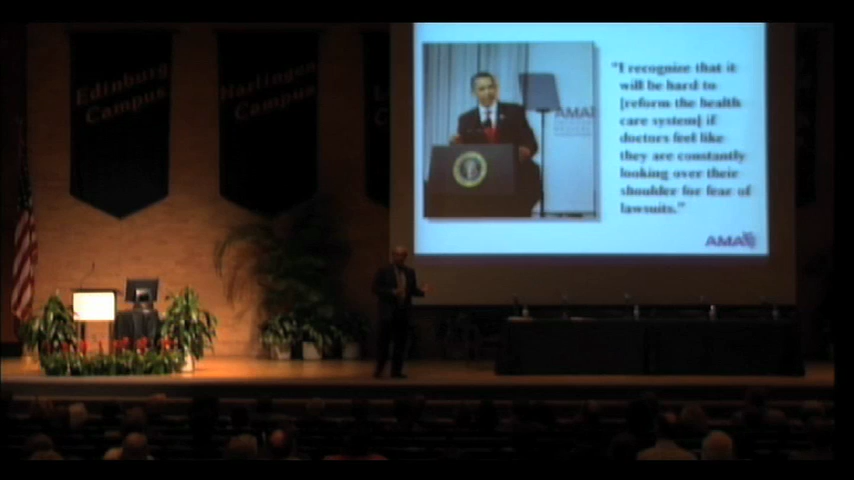 Edinburg
Campus
Harlingen
Campus
"I recognize that it
will be hard to
[reform the health
care system] if
doctors feel like
they are constantly
looking over their
shoulder for fear of
lawsuits."
AMA
AMA